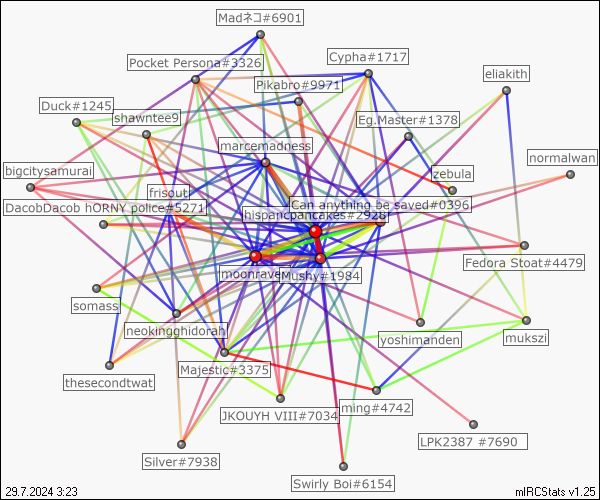 Madネコ#6901
Pocket Persona#3326
Cypha#1717
eliakith
Pikabro#9971
Duck#1245
shawntee9
Eg.Master#1378
marcemadness
normalwan
bigcitysamurai
zebula
frisout
DacobDacob hORNY police#5271
Can anything be saved#0396
hispanicpancakes#2928
Fedora Stoat#4479
moonraven
Mushy#1984
somass
neokingghidorah
yoshimanden
mukszi
thesecondtwat
Majestic#3375
JKOUYH VIII#7034
ming#4742
LPK2387 #7690
Silver#7938
Swirly Boi#6154
29.7.2024 3:23
mIRCStats v1.25